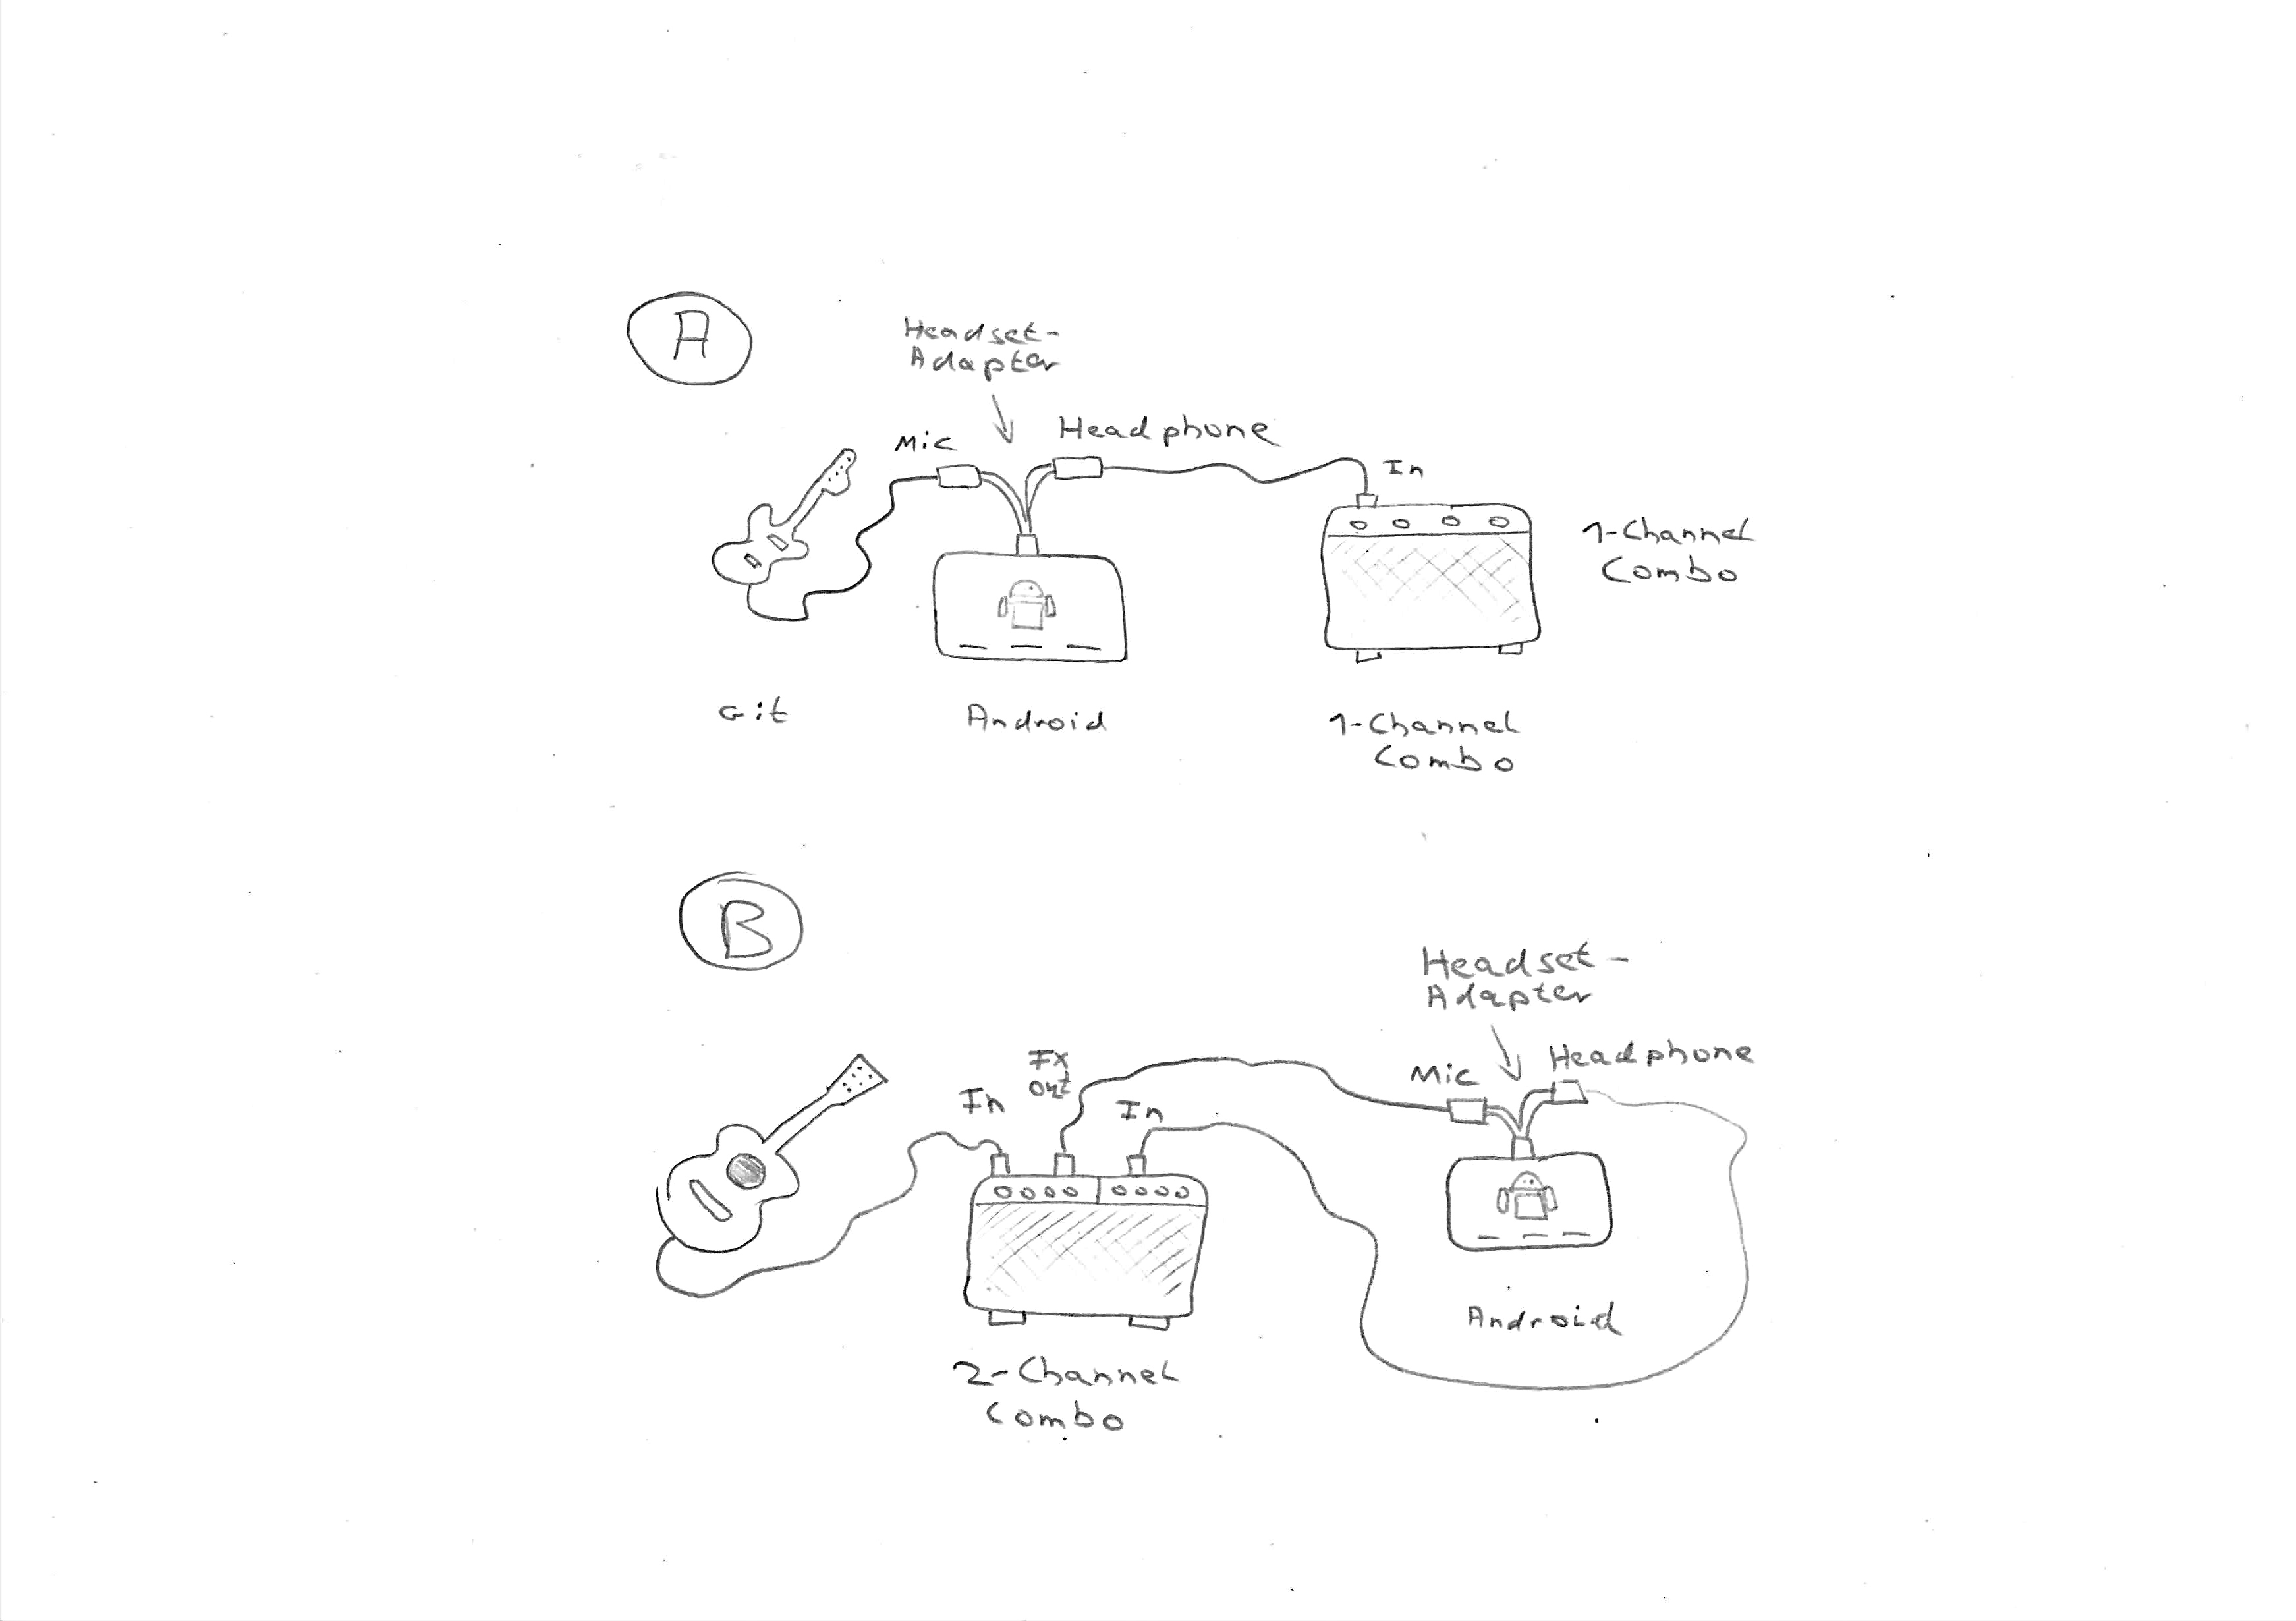 A
Headset-
Adapter
Mic
Headphone
In
1-Channel
Combo
Git
Android
1-Channel
Combo
B
Headset-
Adapter
Fx
out
In
In
Mic
Headphone
Android
2-Channel
Combo